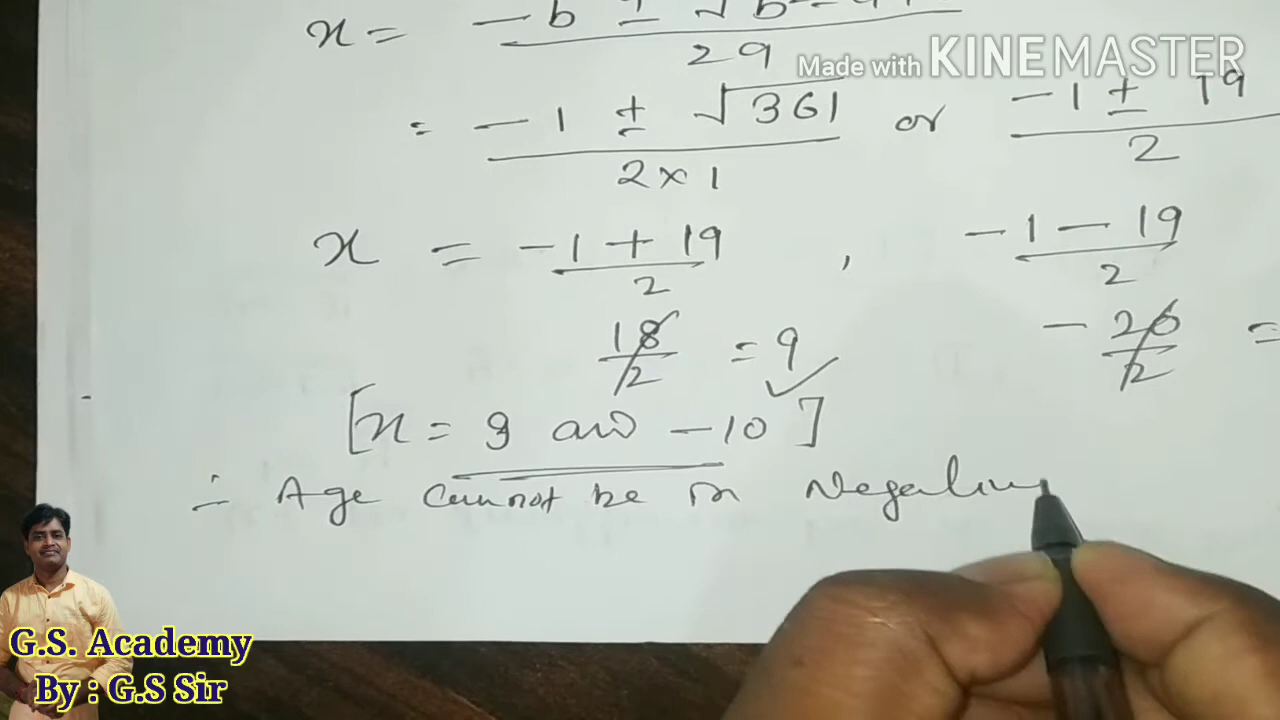 x = -b ± √b²-4
2a
Made with KINEMASTER
= -1 ± √361 or -1 ± 19
2×1 2
x = -1 + 19 , -1 - 19
2 2
18 = 9 ✓ -20 =
2 2
[x = 9 and -10]
∴ Age cannot be in Negative
G.S. Academy
By : G.S Sir